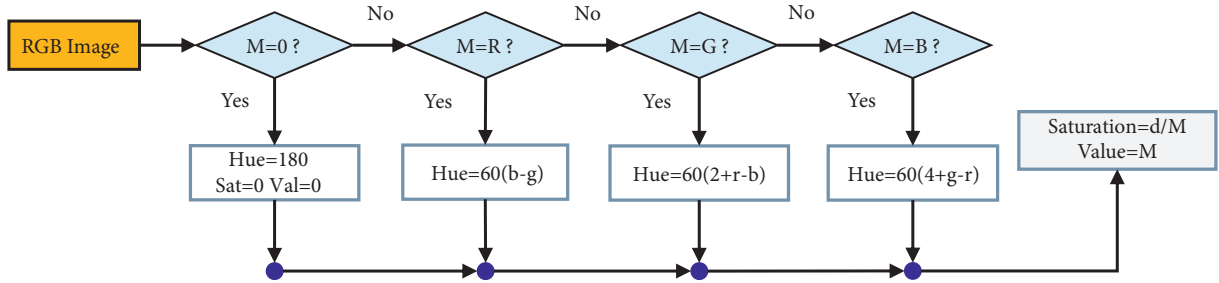 No
No
No
RGB Image
M=0 ?
M=R ?
M=G ?
M=B ?
Yes
Yes
Yes
Yes
Saturation=d/M
Value=M
Hue=180
Sat=0 Val=0
Hue=60(b-g)
Hue=60(2+r-b)
Hue=60(4+g-r)